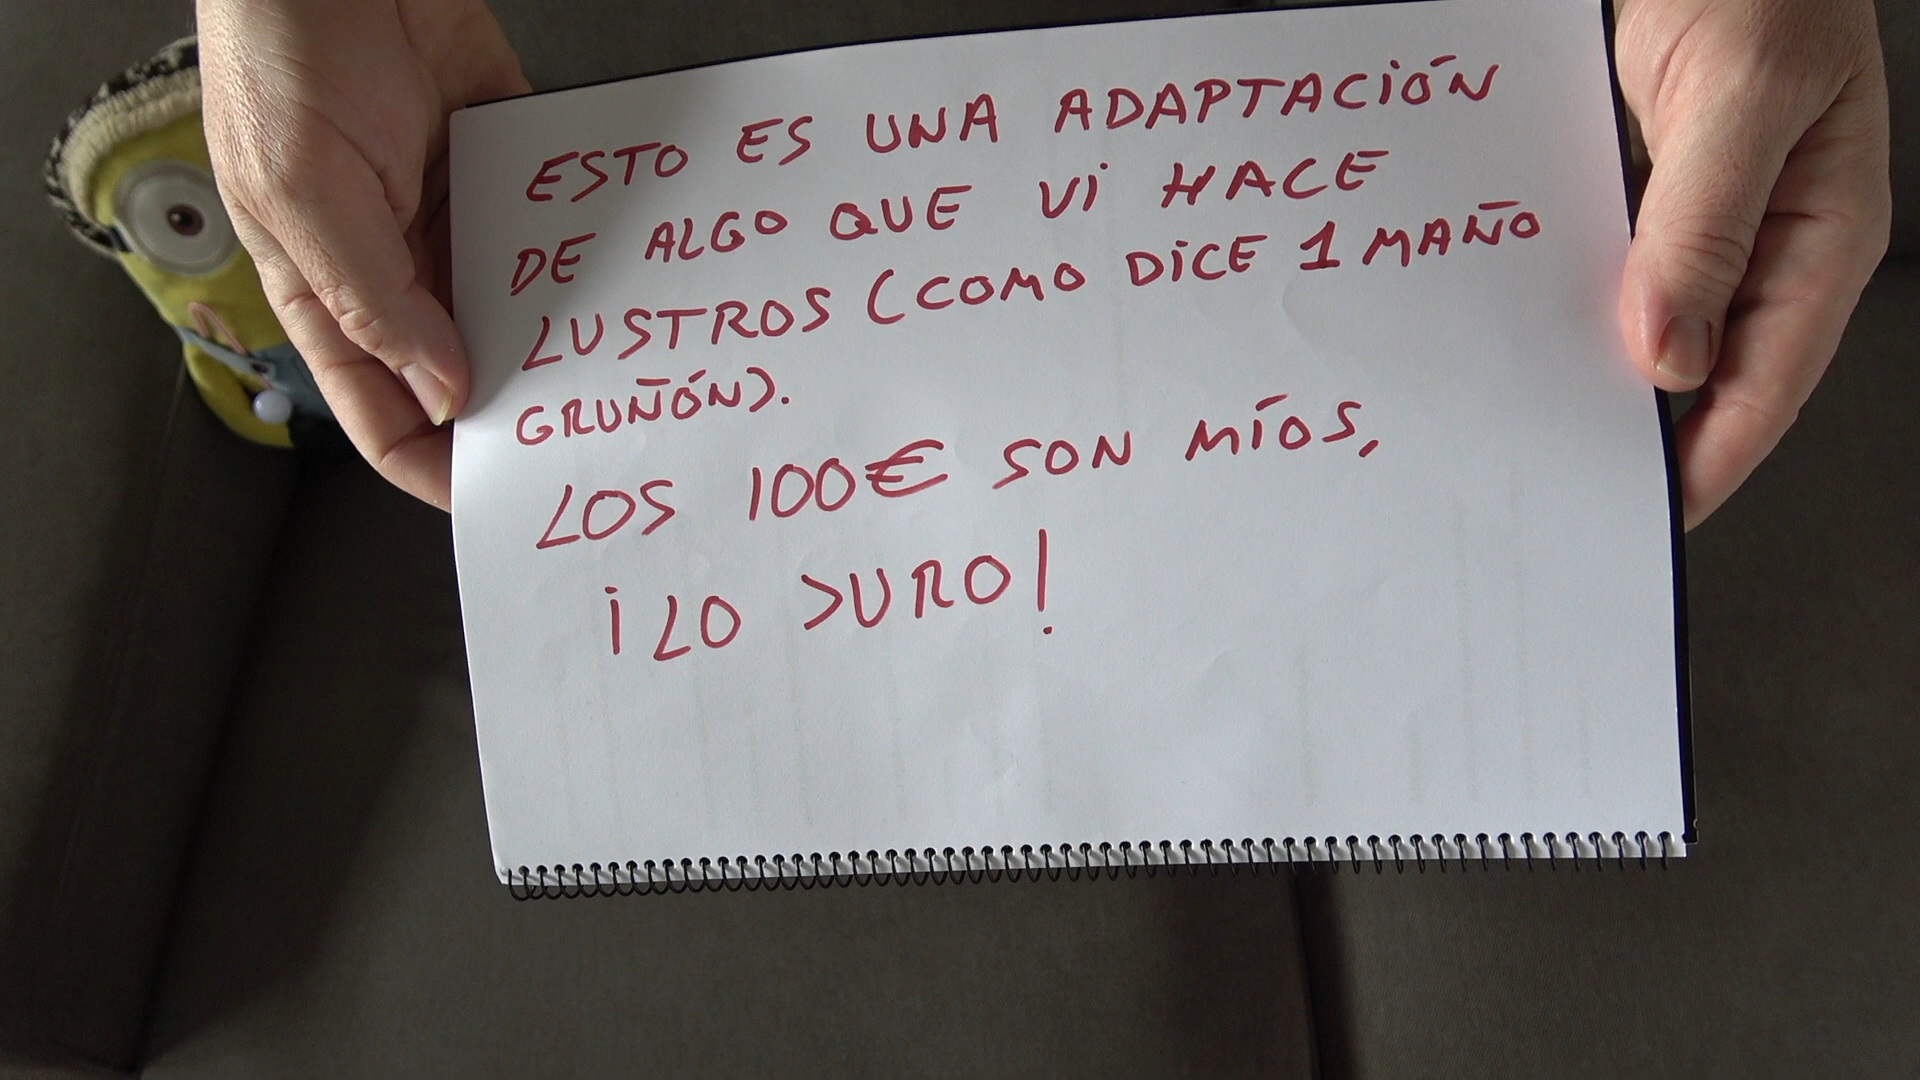 ESTO ES UNA ADAPTACIÓN
DE ALGO QUE VI HACE
LUSTROS (COMO DICE 1 MAÑO
GRUÑÓN).
LOS 100€ SON MÍOS,
¡LO JURO!